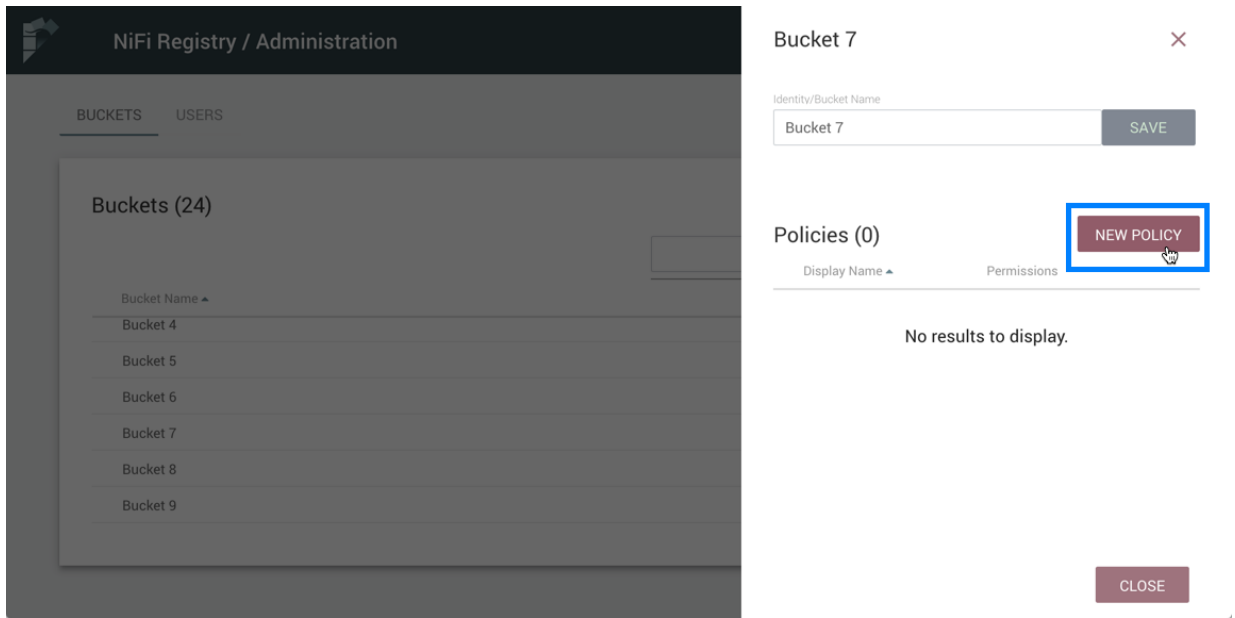 NiFi Registry / Administration
BUCKETS USERS
Buckets (24)
Bucket Name
Bucket 4
Bucket 5
Bucket 6
Bucket 7
Bucket 8
Bucket 9
Bucket 7
Identity/Bucket Name
Bucket 7 SAVE
Policies (0) NEW POLICY
Display Name Permissions
No results to display.
CLOSE